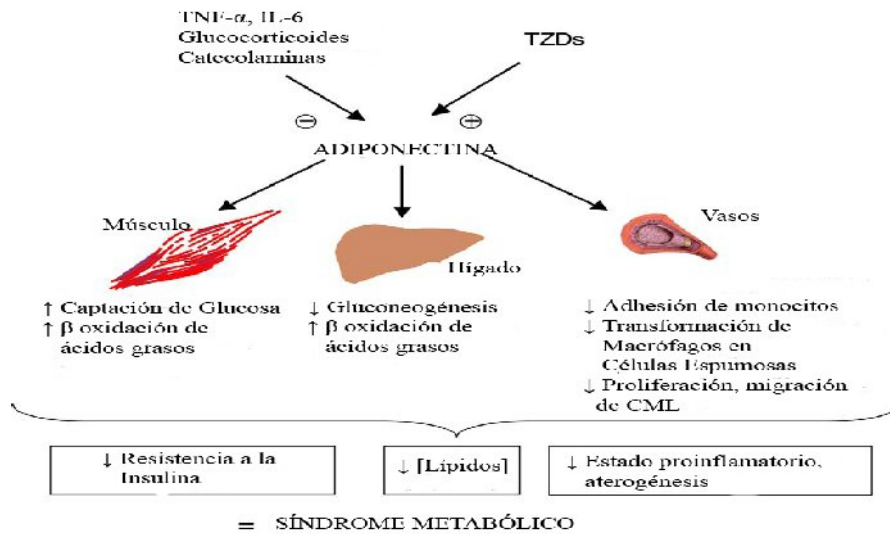 TNF-α, IL-6
Glucocorticoides
Catecolaminas
TZDs
⊖
⊕
ADIPONECTINA
Músculo
Hígado
Vasos
↑ Captación de Glucosa
↑ β oxidación de
ácidos grasos
↓ Gluconeogénesis
↑ β oxidación de
ácidos grasos
↓ Adhesión de monocitos
↓ Transformación de
Macrófagos en
Células Espumosas
↓ Proliferación, migración
de CML
↓ Resistencia a la
Insulina
↓ [Lípidos]
↓ Estado proinflamatorio,
aterogénesis
= SÍNDROME METABÓLICO